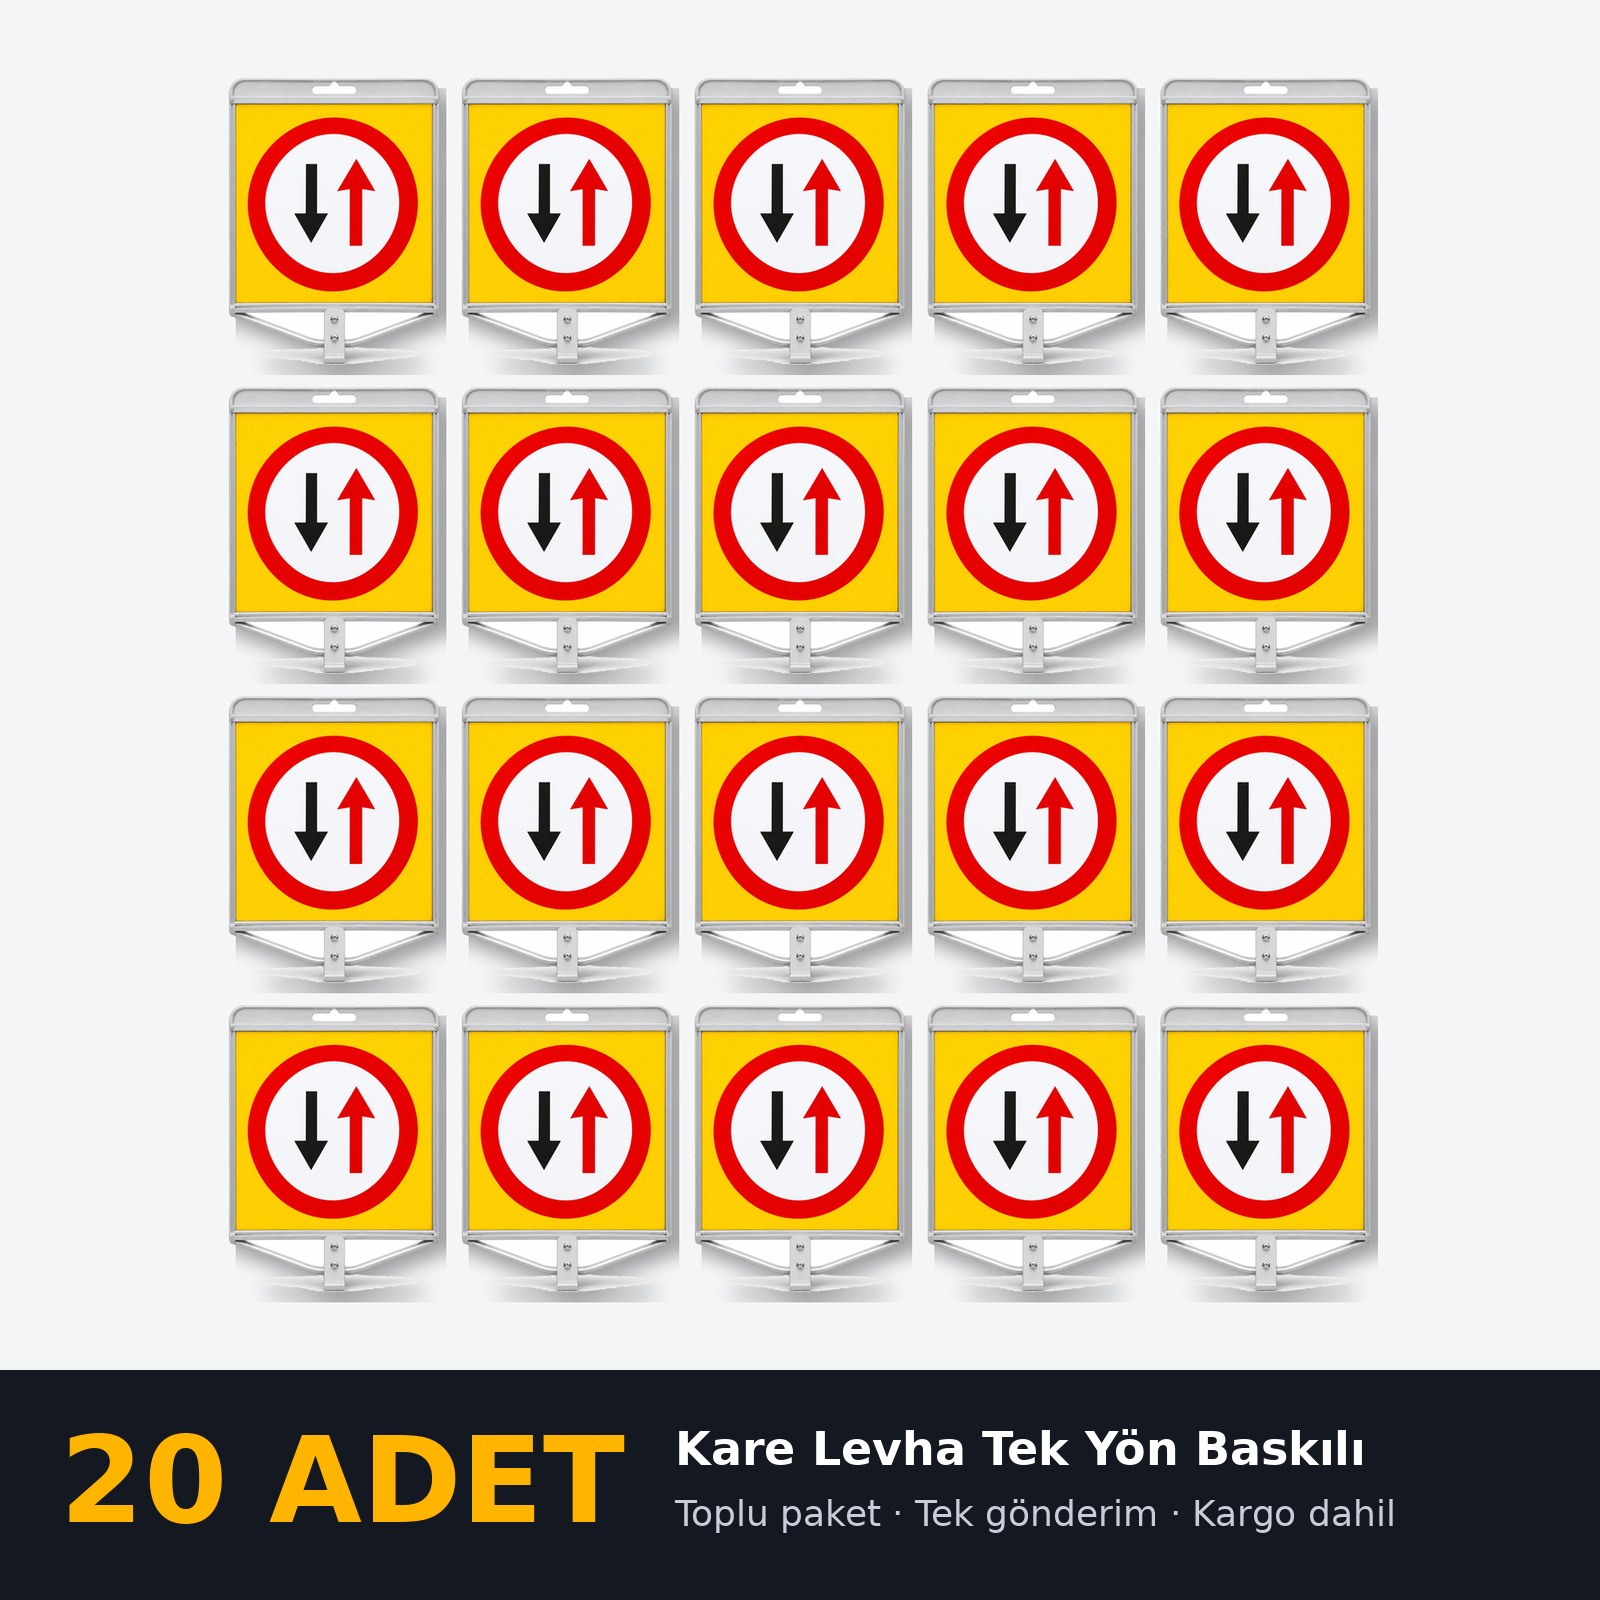 20 ADET
Kare Levha Tek Yön Baskılı
Toplu paket · Tek gönderim · Kargo dahil